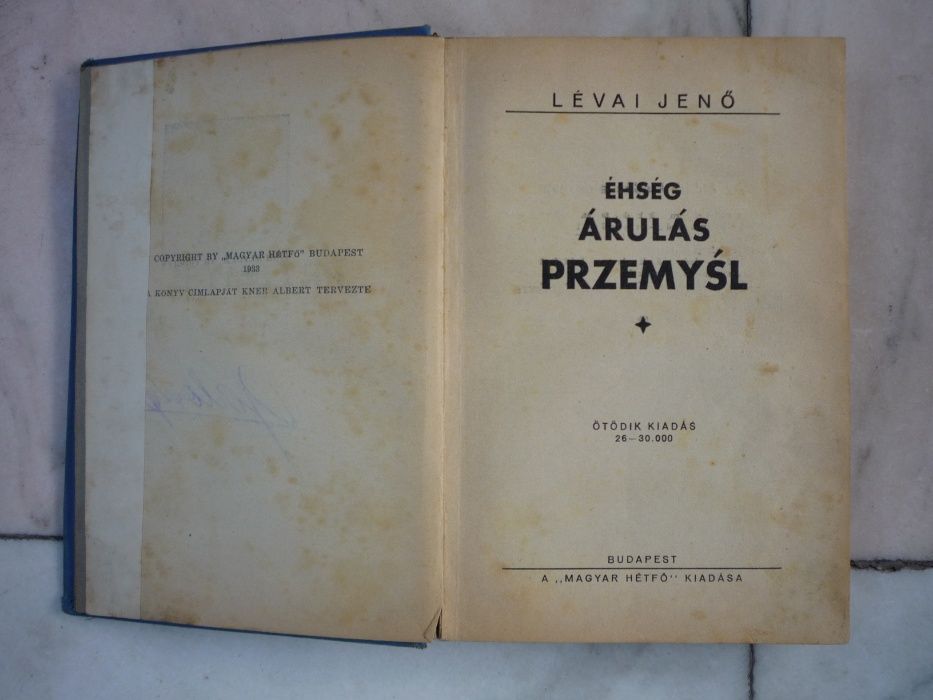 COPYRIGHT BY „MAGYAR HÉTFŐ” BUDAPEST
1933
A KÖNYV CIMLAPJÁT KNER ALBERT TERVEZTE
LÉVAI JENŐ
ÉHSÉG
ÁRULÁS
PRZEMYŚL
ÖTÖDIK KIADÁS
26—30.000
BUDAPEST
A „MAGYAR HÉTFŐ” KIADÁSA